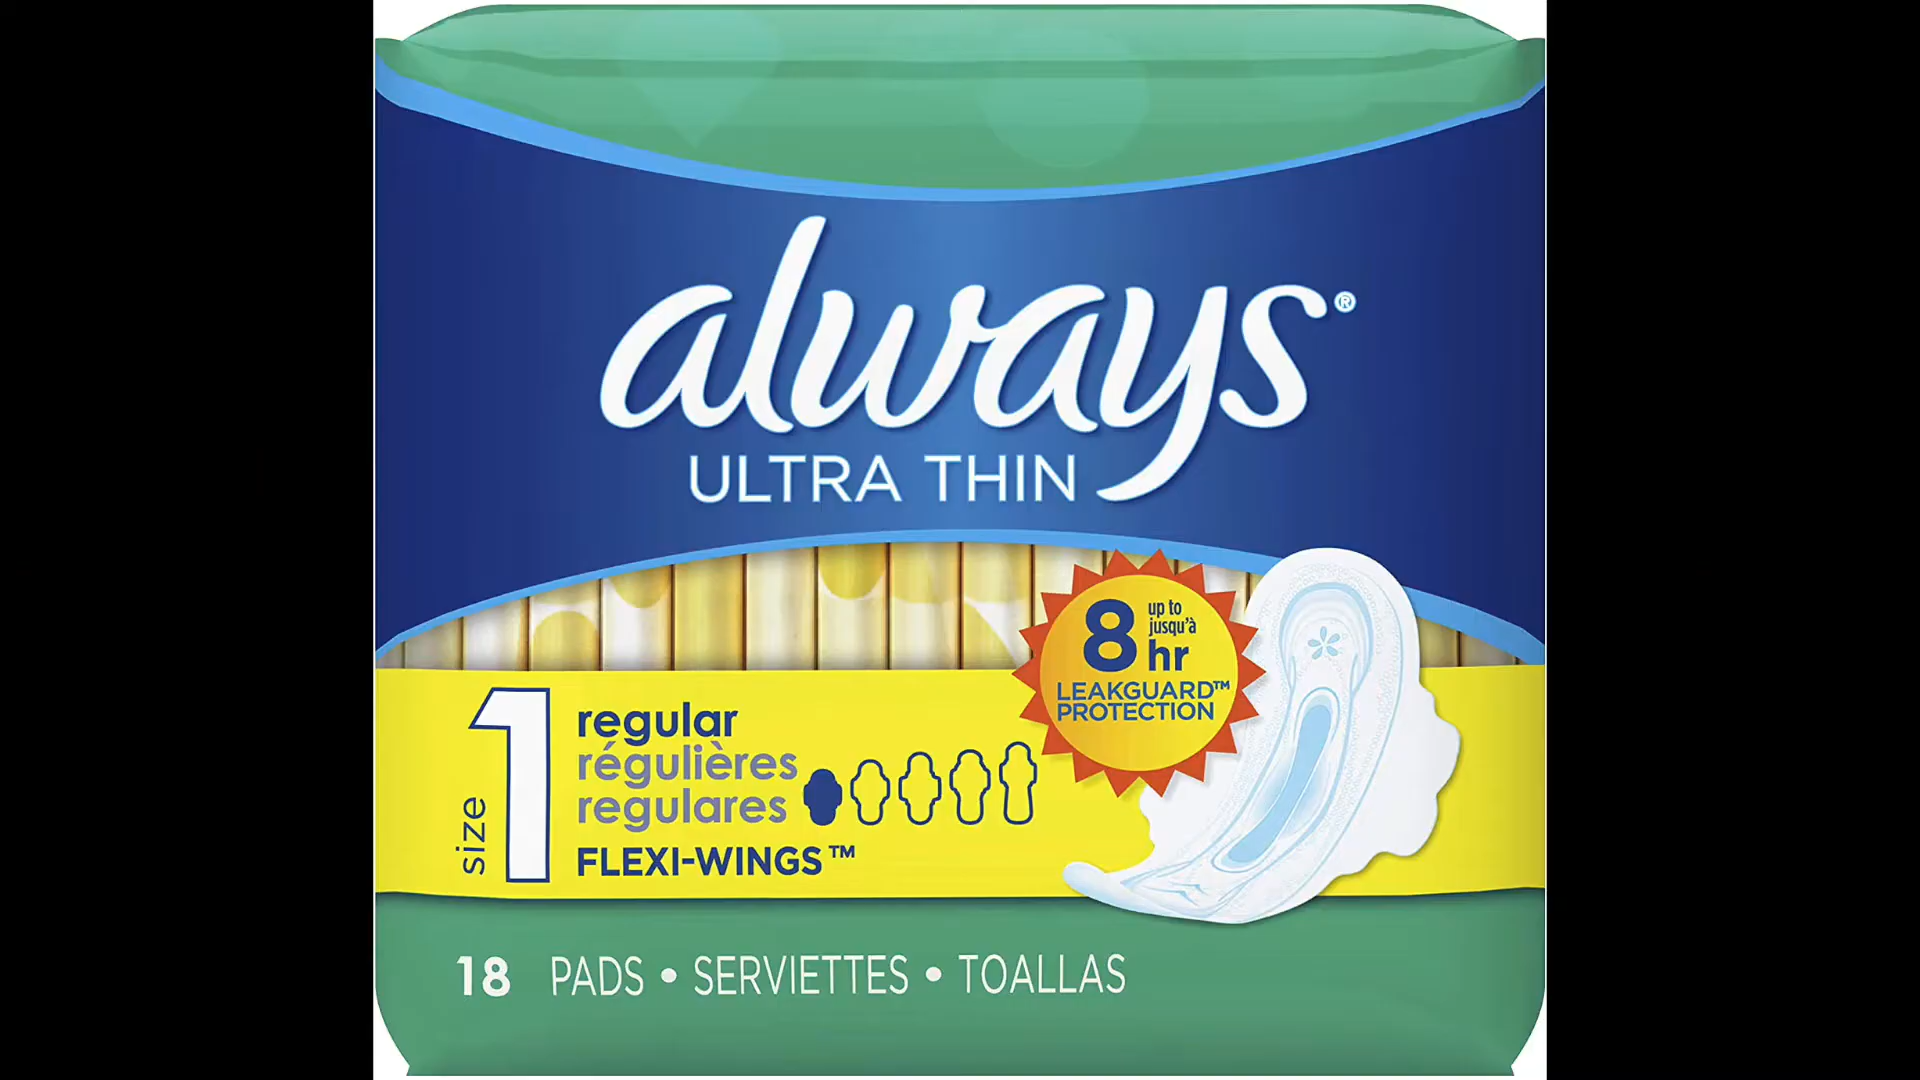 always®
ULTRA THIN
8 up to
jusqu'à
hr
LEAKGUARD™
PROTECTION
size 1
regular
régulières
regulares
FLEXI-WINGS™
18 PADS • SERVIETTES • TOALLAS